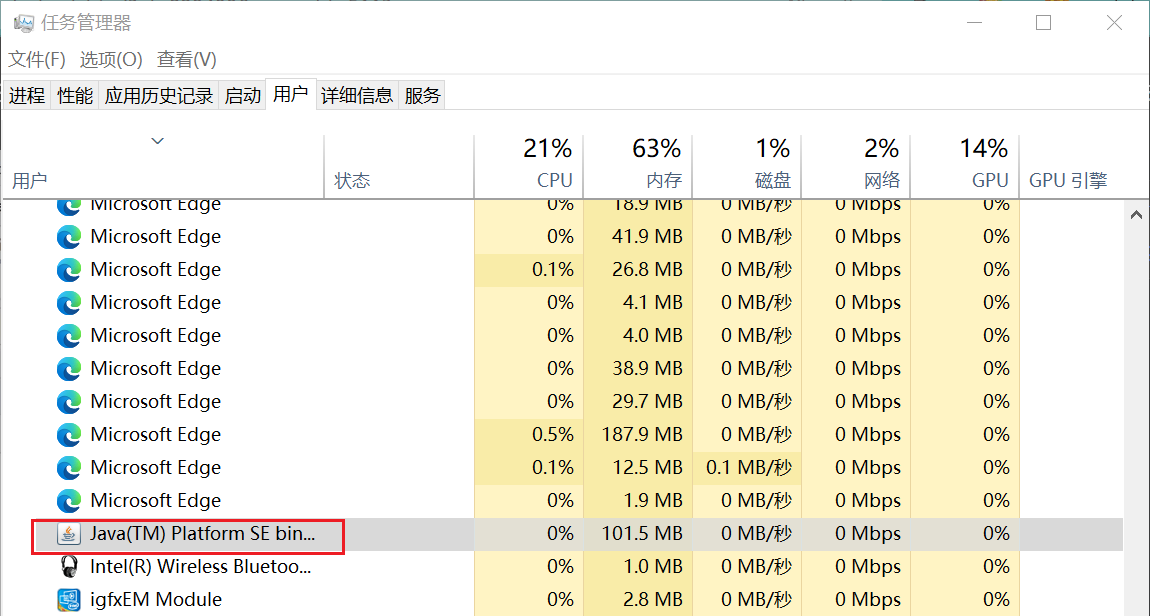 任务管理器
文件(F) 选项(O) 查看(V)
进程 性能 应用历史记录 启动 用户 详细信息 服务
21% 63% 1% 2% 14%
用户 状态 CPU 内存 磁盘 网络 GPU GPU 引擎
Microsoft Edge 0% 18.9 MB 0 MB/秒 0 Mbps 0%
Microsoft Edge 0% 41.9 MB 0 MB/秒 0 Mbps 0%
Microsoft Edge 0.1% 26.8 MB 0 MB/秒 0 Mbps 0%
Microsoft Edge 0% 4.1 MB 0 MB/秒 0 Mbps 0%
Microsoft Edge 0% 4.0 MB 0 MB/秒 0 Mbps 0%
Microsoft Edge 0% 38.9 MB 0 MB/秒 0 Mbps 0%
Microsoft Edge 0% 29.7 MB 0 MB/秒 0 Mbps 0%
Microsoft Edge 0.5% 187.9 MB 0 MB/秒 0 Mbps 0%
Microsoft Edge 0.1% 12.5 MB 0.1 MB/秒 0 Mbps 0%
Microsoft Edge 0% 1.9 MB 0 MB/秒 0 Mbps 0%
Java(TM) Platform SE bin... 0% 101.5 MB 0 MB/秒 0 Mbps 0%
Intel(R) Wireless Bluetoo... 0% 1.0 MB 0 MB/秒 0 Mbps 0%
igfxEM Module 0% 2.8 MB 0 MB/秒 0 Mbps 0%